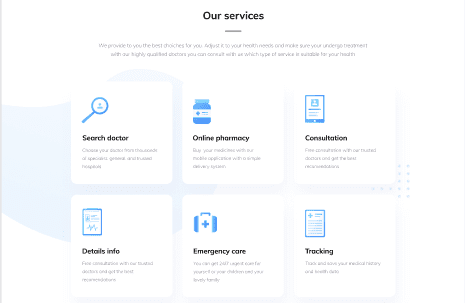 Our services
We provide to you the best choiches for you. Adjust it to your health needs and make sure your undergo treatment
with our highly qualified doctors you can consult with us which type of service is suitable for your health
Search doctor
Choose your doctor from thousands
of specialist, general, and trusted
hospitals
Online pharmacy
Buy your medicines with our
mobile application with a simple
delivery system
Consultation
Free consultation with our trusted
doctors and get the best
recomendations
Details info
Free consultation with our trusted
doctors and get the best
recomendations
Emergency care
You can get 24/7 urgent care for
yourself or your children and your
lovely family
Tracking
Track and save your medical history
and health data